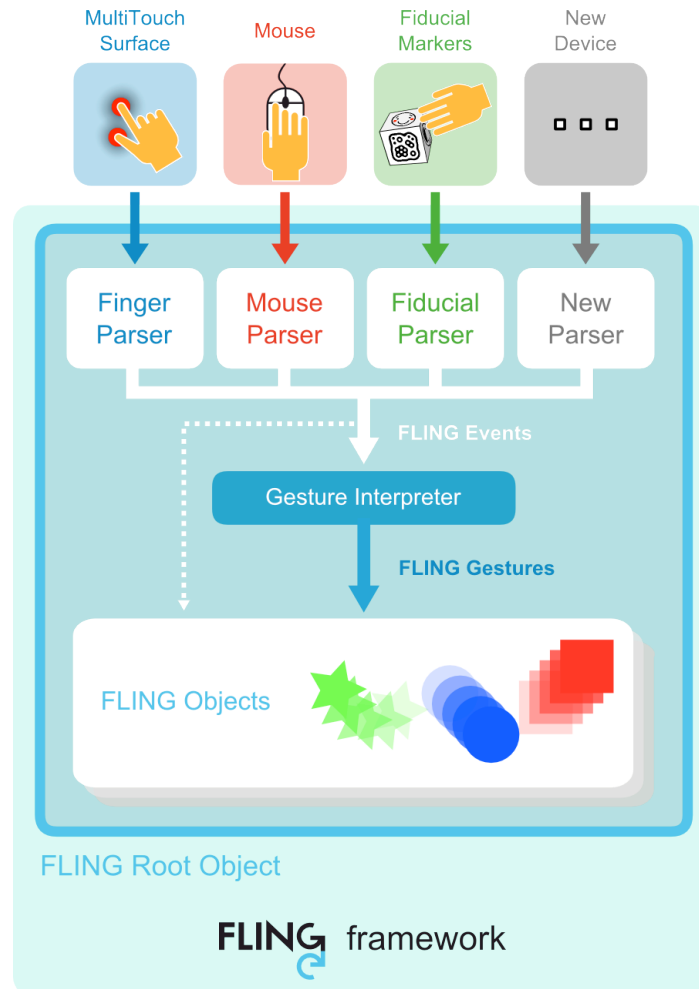 MultiTouch
Surface
Mouse
Fiducial
Markers
New
Device
Finger
Parser
Mouse
Parser
Fiducial
Parser
New
Parser
FLING Events
Gesture Interpreter
FLING Gestures
FLING Objects
FLING Root Object
FLING framework